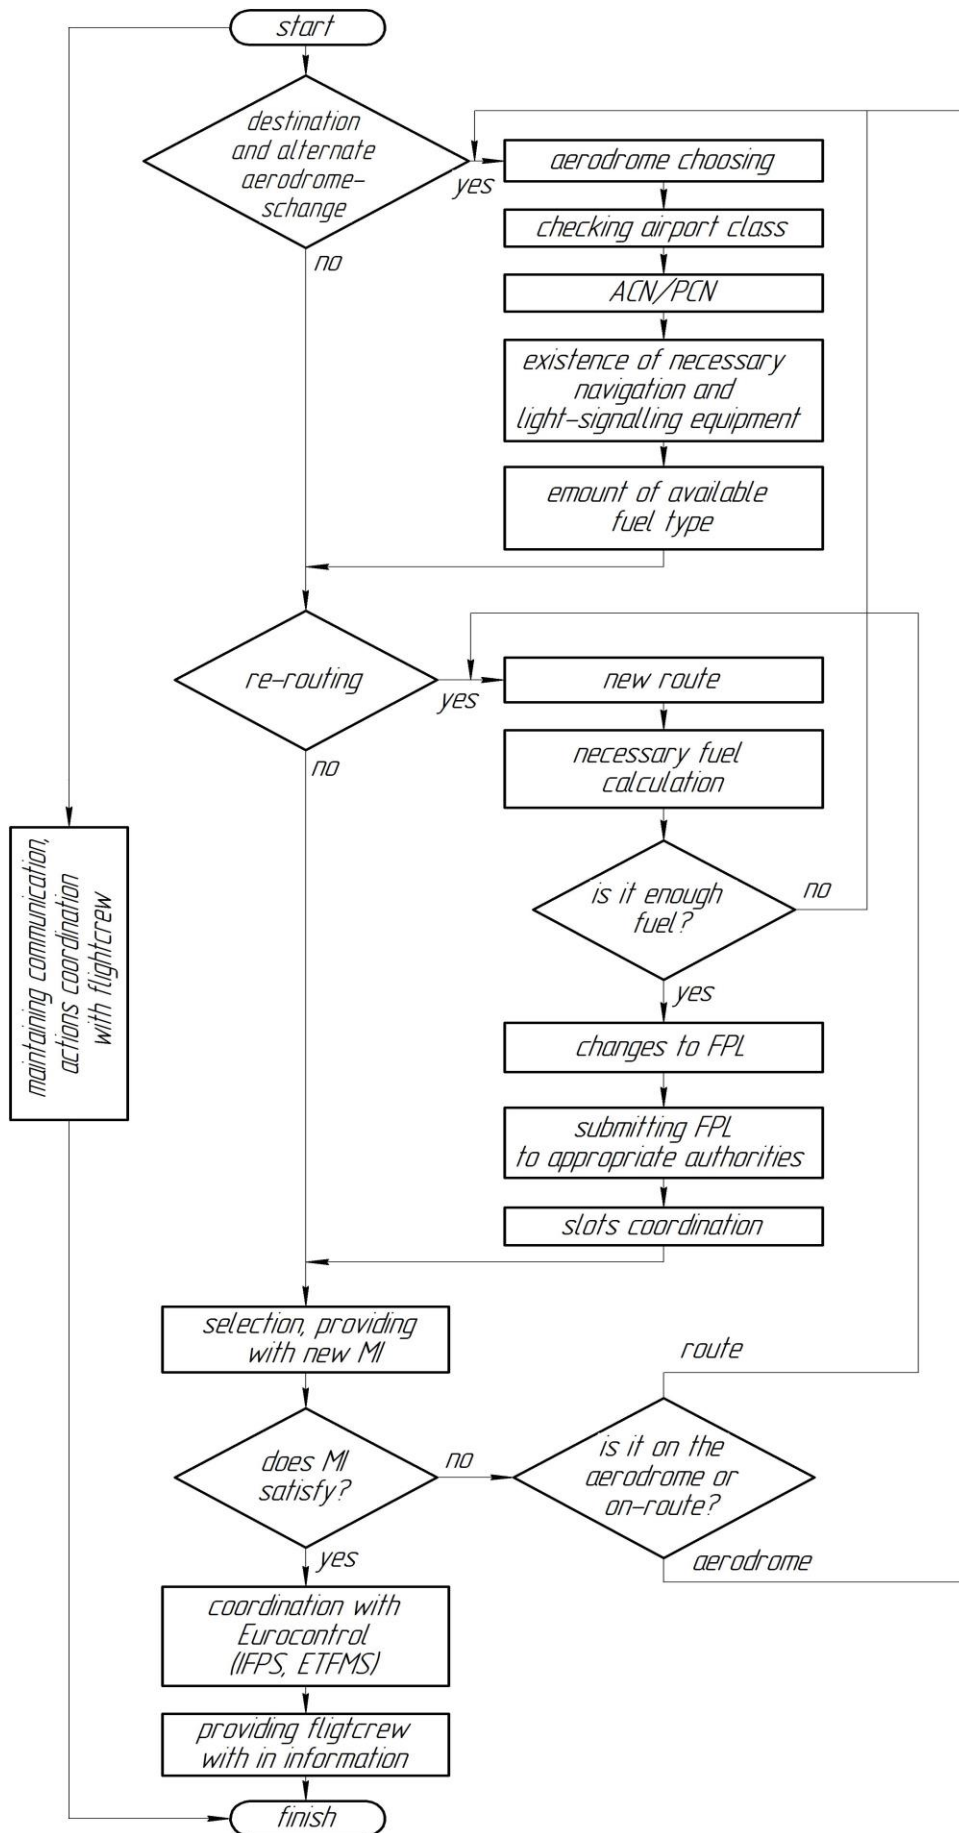 start
destination
and alternate
aerodrome-
schange
yes
no
aerodrome choosing
checking airport class
ACN/PCN
existence of necessary
navigation and
light-signalling equipment
emount of available
fuel type
re-routing
yes
no
new route
necessary fuel
calculation
is it enough
fuel?
no
yes
changes to FPL
submitting FPL
to appropriate authorities
slots coordination
maintaining communication,
actions coordination
with flightcrew
selection, providing
with new MI
does MI
satisfy?
no
yes
is it on the
aerodrome or
on-route?
route
aerodrome
coordination with
Eurocontrol
(IFPS, ETFMS)
providing fligtcrew
with in information
finish